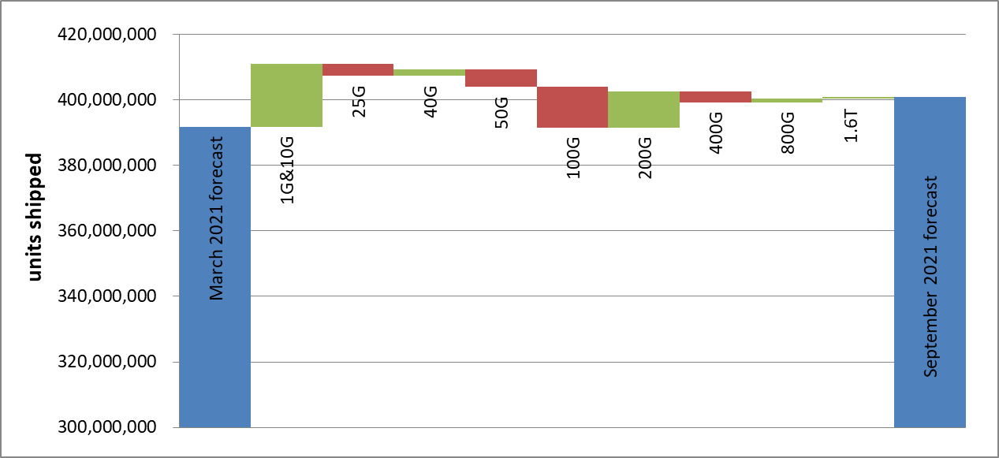 420,000,000
400,000,000
380,000,000
360,000,000
340,000,000
320,000,000
300,000,000
units shipped
March 2021 forecast
1G&10G
25G
40G
50G
100G
200G
400G
800G
1.6T
September 2021 forecast